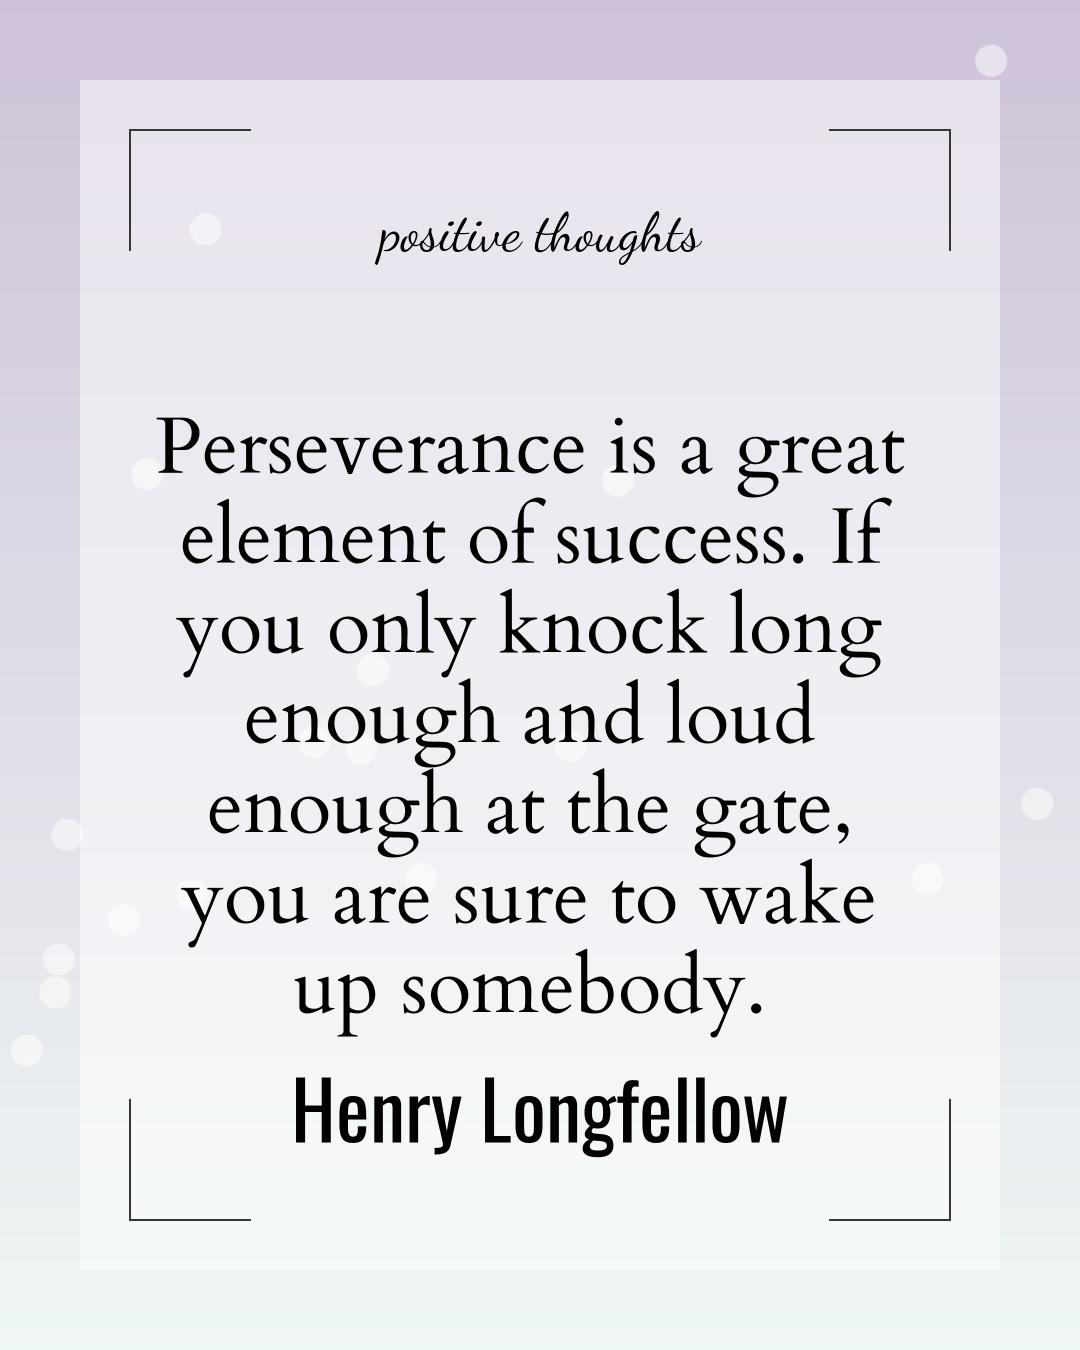 positive thoughts
Perseverance is a great
element of success. If
you only knock long
enough and loud
enough at the gate,
you are sure to wake
up somebody.
Henry Longfellow